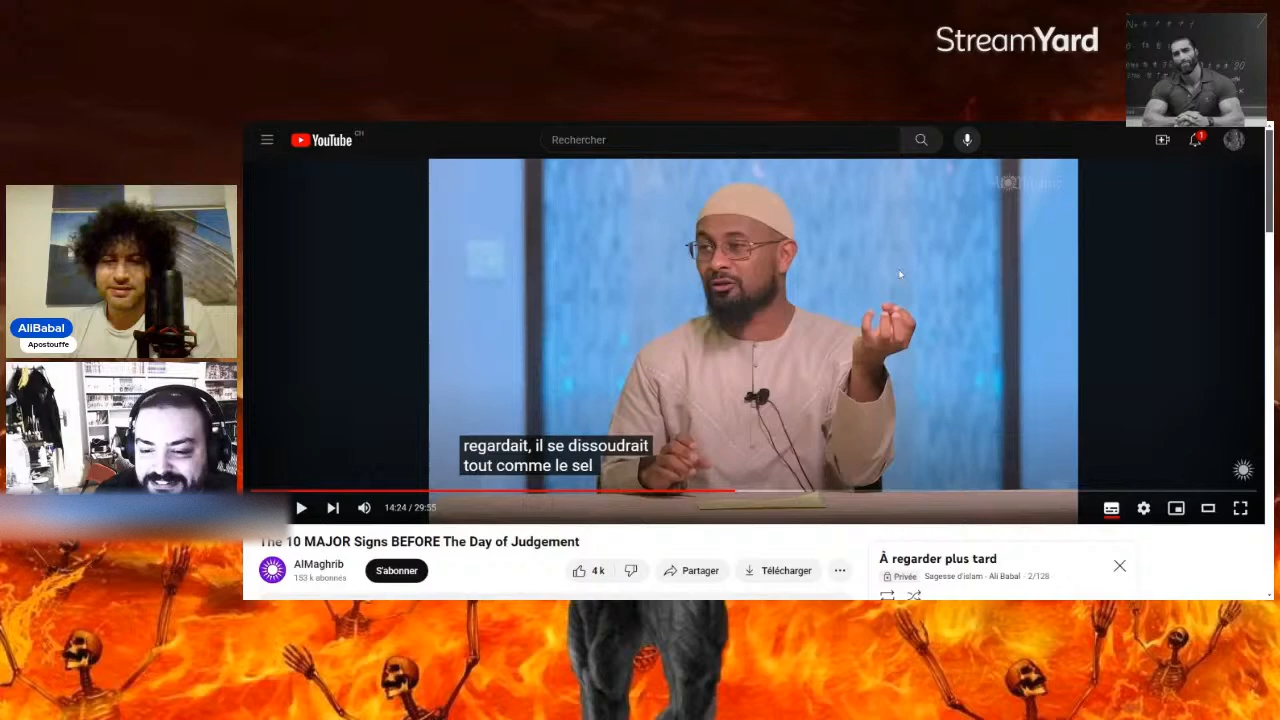 StreamYard
YouTube CH
Rechercher
1
AliBabal
Apostouffe
regardait, il se dissoudrait
tout comme le sel
14:24 / 29:55
The 10 MAJOR Signs BEFORE The Day of Judgement
AlMaghrib
153 k abonnés
S'abonner
4 k
Partager
Télécharger
À regarder plus tard
Privée
Sagesse d'islam - Ali Babal - 2/128